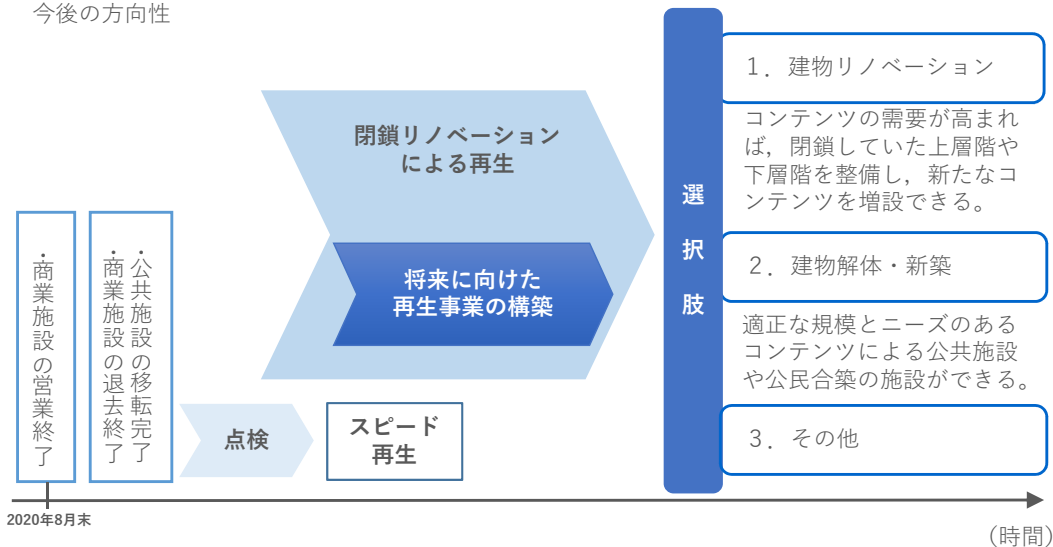 今後の方向性
・商業施設の営業終了
・公共施設の移転完了
・商業施設の退去終了
点検
スピード
再生
閉鎖リノベーション
による再生
将来に向けた
再生事業の構築
選択肢
1．建物リノベーション
コンテンツの需要が高まれ
ば，閉鎖していた上層階や
下層階を整備し，新たなコ
ンテンツを増設できる。
2．建物解体・新築
適正な規模とニーズのある
コンテンツによる公共施設
や公民合築の施設ができる。
3．その他
2020年8月末
（時間）